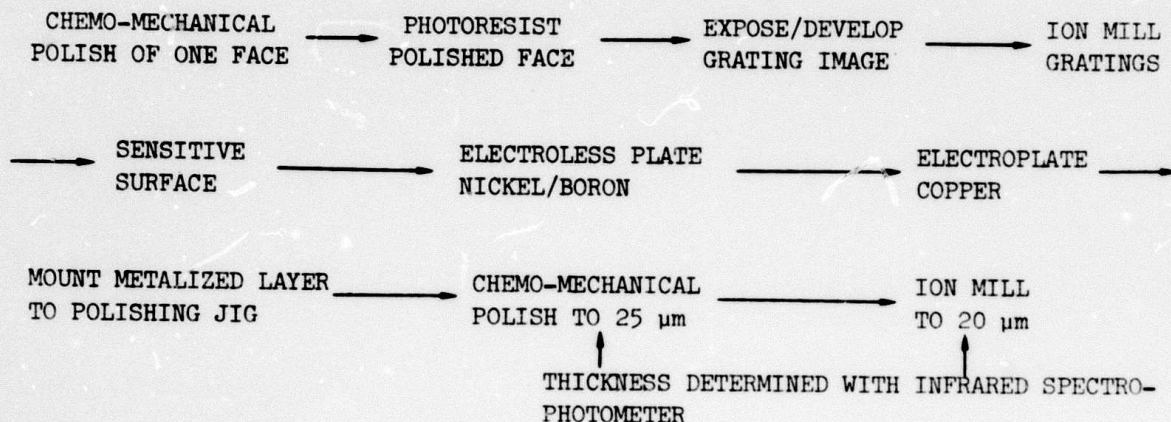 CHEMO-MECHANICAL
POLISH OF ONE FACE
PHOTORESIST
POLISHED FACE
EXPOSE/DEVELOP
GRATING IMAGE
ION MILL
GRATINGS
SENSITIVE
SURFACE
ELECTROLESS PLATE
NICKEL/BORON
ELECTROPLATE
COPPER
MOUNT METALIZED LAYER
TO POLISHING JIG
CHEMO-MECHANICAL
POLISH TO 25 µm
ION MILL
TO 20 µm
THICKNESS DETERMINED WITH INFRARED SPECTRO-
PHOTOMETER